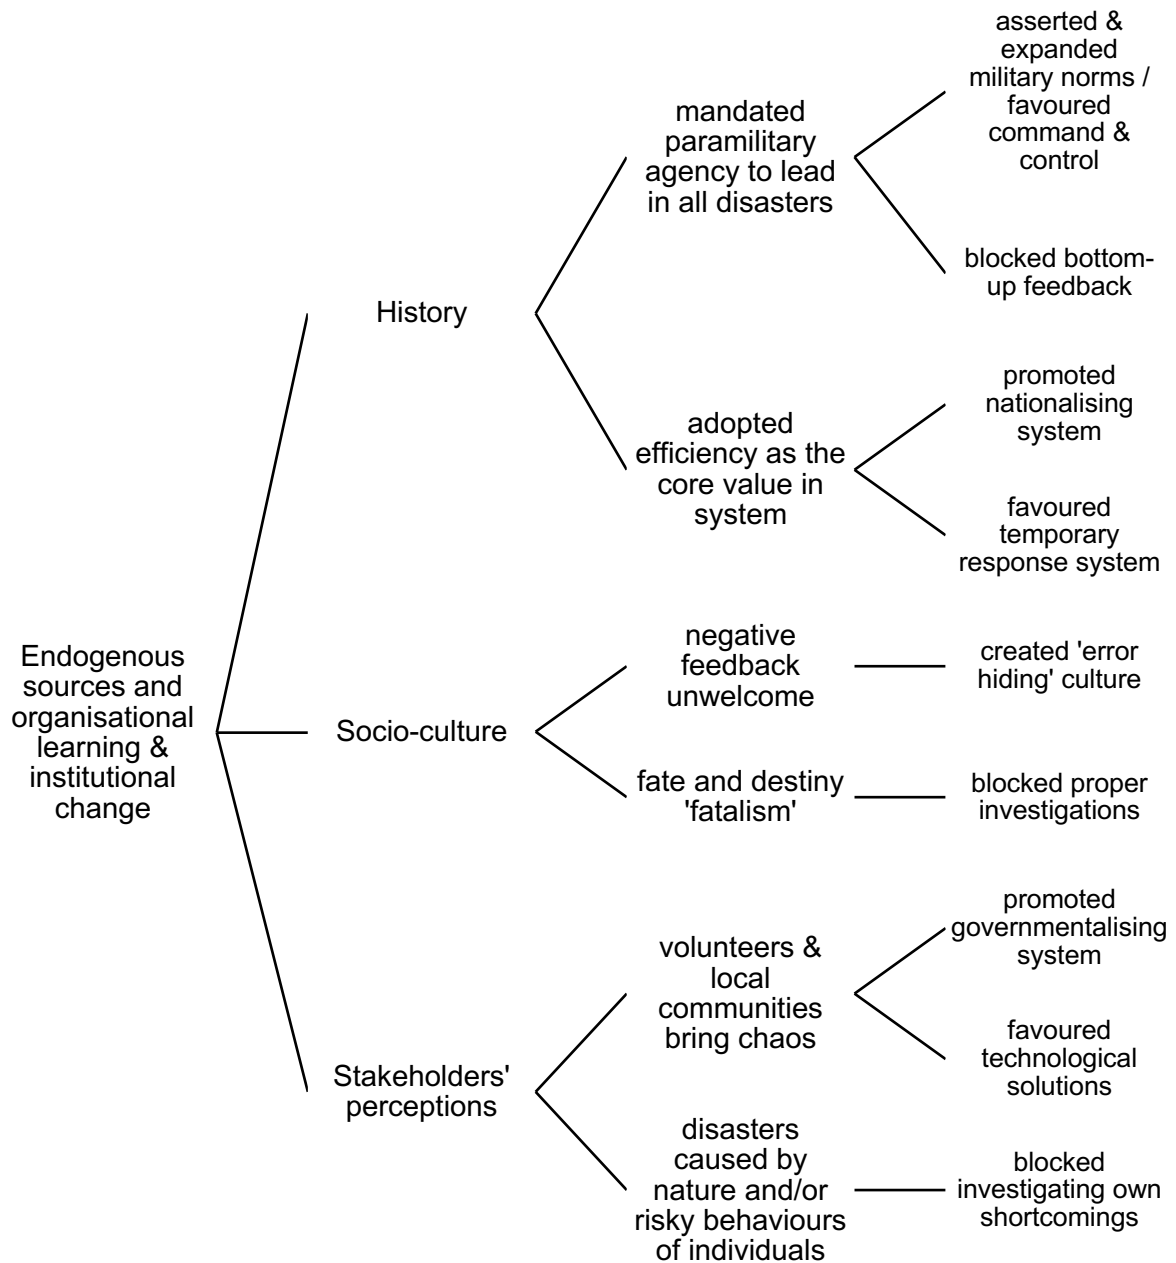 Endogenous
sources and
organisational
learning &
institutional
change
History
mandated
paramilitary
agency to lead
in all disasters
asserted &
expanded
military norms /
favoured
command &
control
blocked bottom-
up feedback
adopted
efficiency as the
core value in
system
promoted
nationalising
system
favoured
temporary
response system
Socio-culture
negative
feedback
unwelcome
created 'error
hiding' culture
fate and destiny
'fatalism'
blocked proper
investigations
Stakeholders'
perceptions
volunteers &
local
communities
bring chaos
promoted
governmentalising
system
favoured
technological
solutions
disasters
caused by
nature and/or
risky behaviours
of individuals
blocked
investigating own
shortcomings